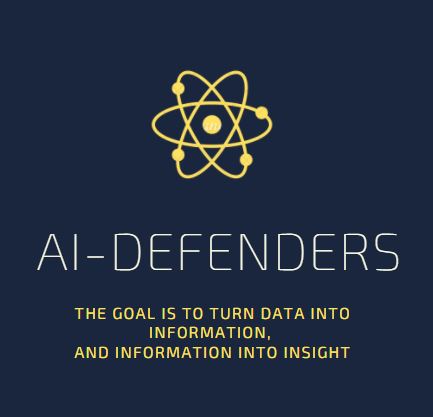 AI-DEFENDERS
THE GOAL IS TO TURN DATA INTO
INFORMATION,
AND INFORMATION INTO INSIGHT